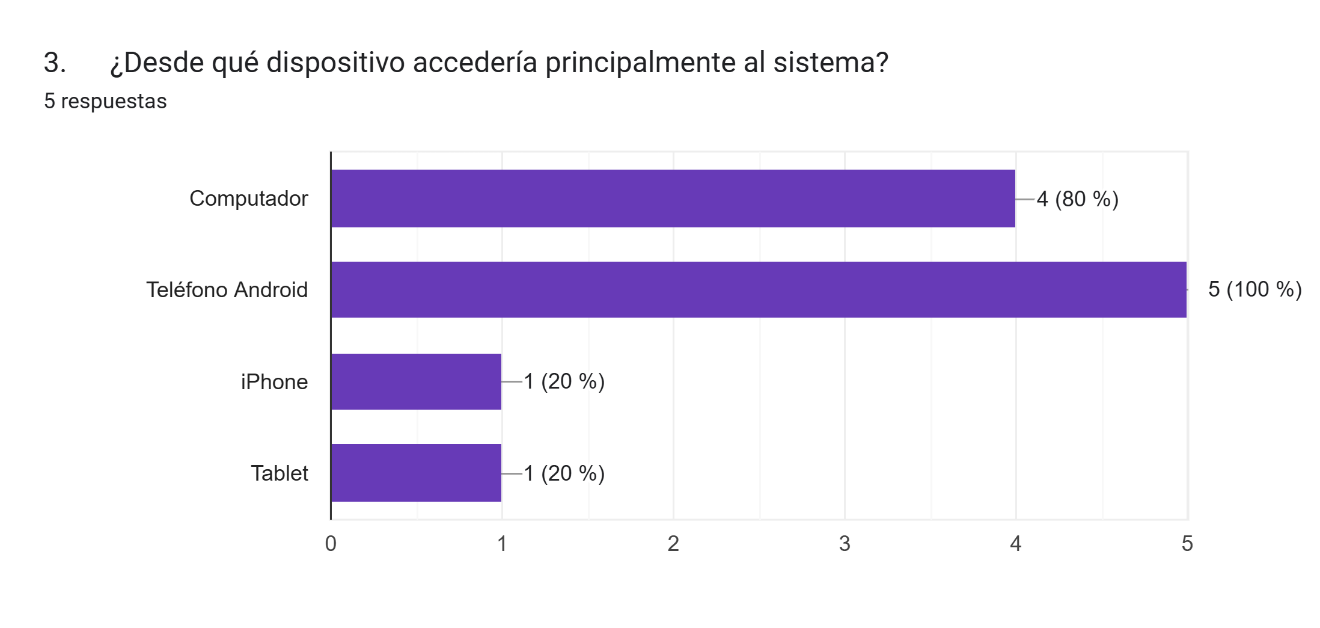 3. ¿Desde qué dispositivo accedería principalmente al sistema?
5 respuestas
Computador
4 (80 %)
Teléfono Android
5 (100 %)
iPhone
1 (20 %)
Tablet
1 (20 %)
0 1 2 3 4 5